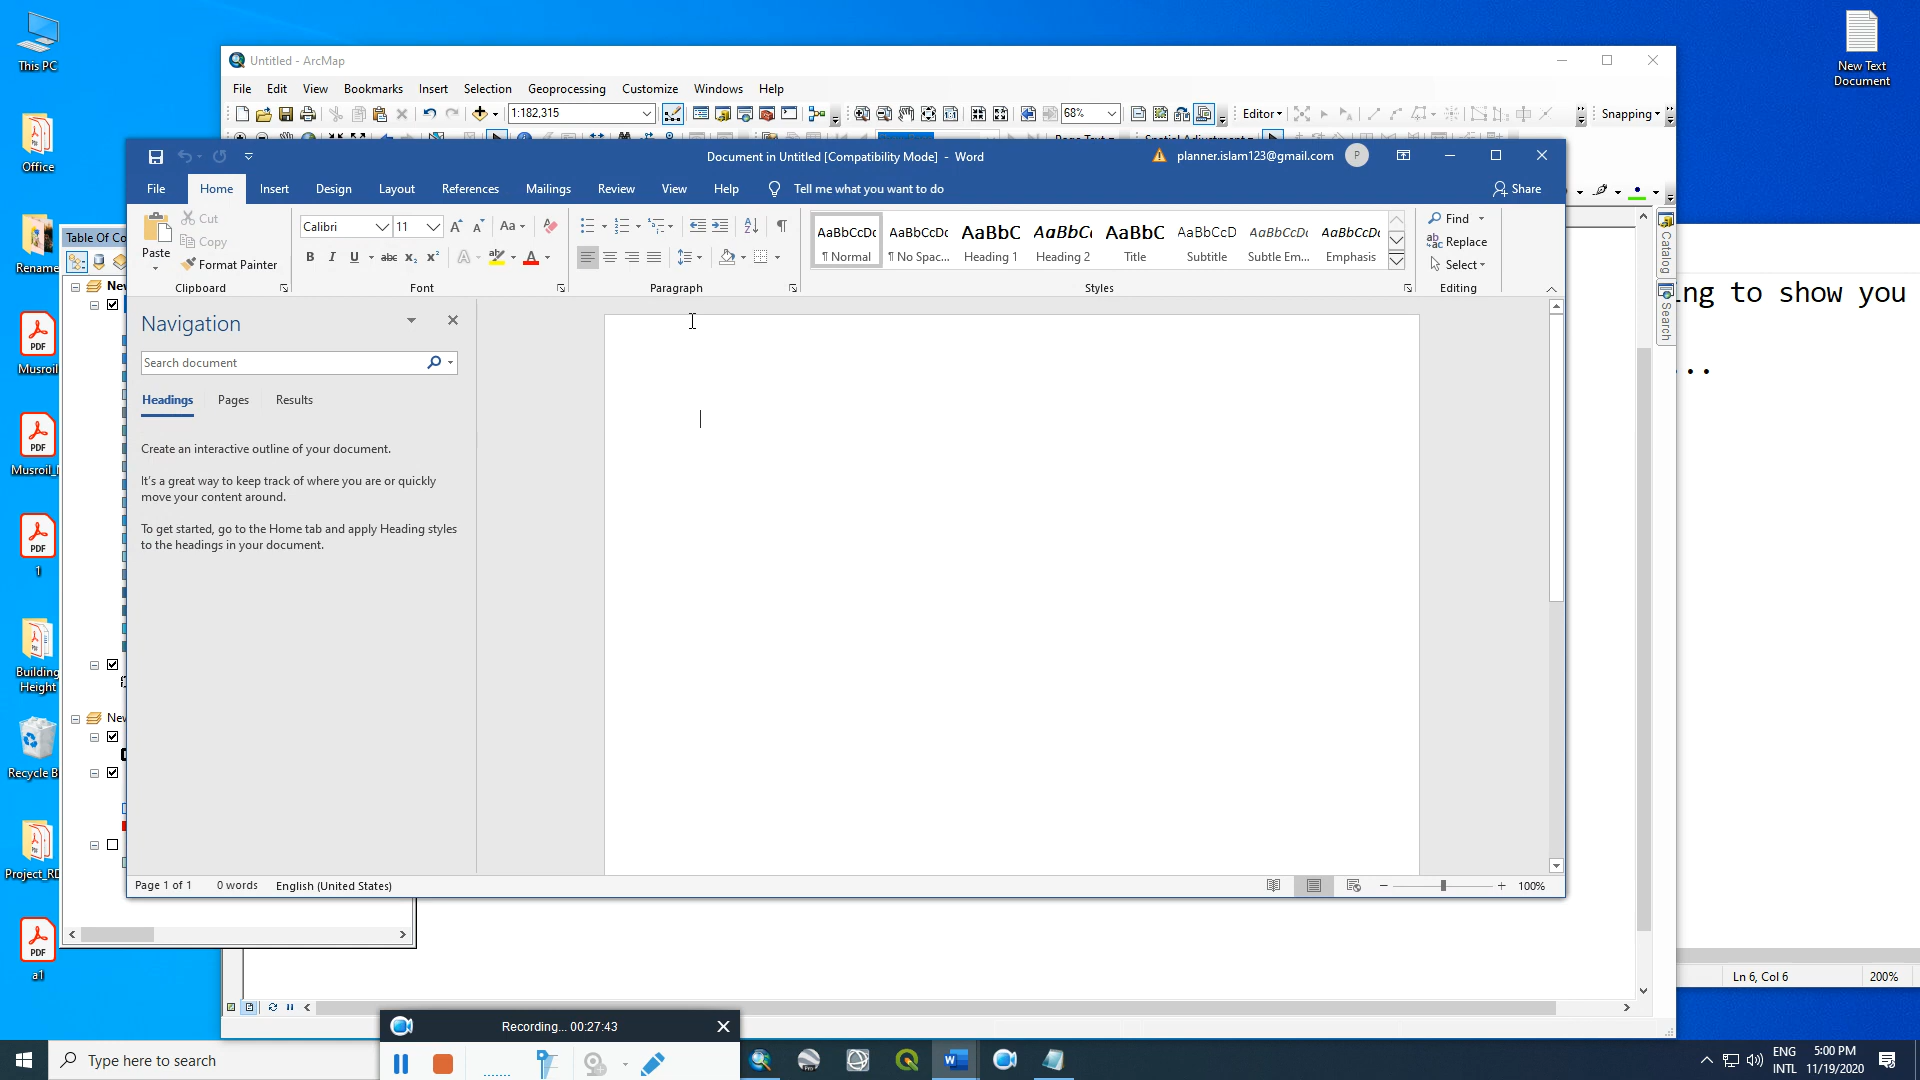 This PC
Office
Rename
PDF
Musroil
PDF
PDF
1
Building
Height
Recycle B
Project_RD
PDF
a1
New Text
Document
Untitled - ArcMap
File Edit View Bookmarks Insert Selection Geoprocessing Customize Windows Help
1:182,315
68%
Editor
Snapping
Table Of Co
Catalog
Search
Document in Untitled [Compatibility Mode] - Word
planner.islam123@gmail.com
P
File Home Insert Design Layout References Mailings Review View Help Tell me what you want to do
Share
Paste
Cut
Copy
Format Painter
Clipboard
Calibri 11
Font
Paragraph
AaBbCcDc AaBbCcDc AaBbC AaBbC AaBbC AaBbCcD AaBbCcDc AaBbCcDc
¶ Normal ¶ No Spac... Heading 1 Heading 2 Title Subtitle Subtle Em... Emphasis
Styles
Find
Replace
Select
Editing
Navigation
Search document
Headings Pages Results
Create an interactive outline of your document.
It's a great way to keep track of where you are or quickly
move your content around.
To get started, go to the Home tab and apply Heading styles
to the headings in your document.
ing to show you
...
Page 1 of 1 0 words English (United States)
100%
Ln 6, Col 6 200%
Recording... 00:27:43
Type here to search
ENG
INTL
5:00 PM
11/19/2020